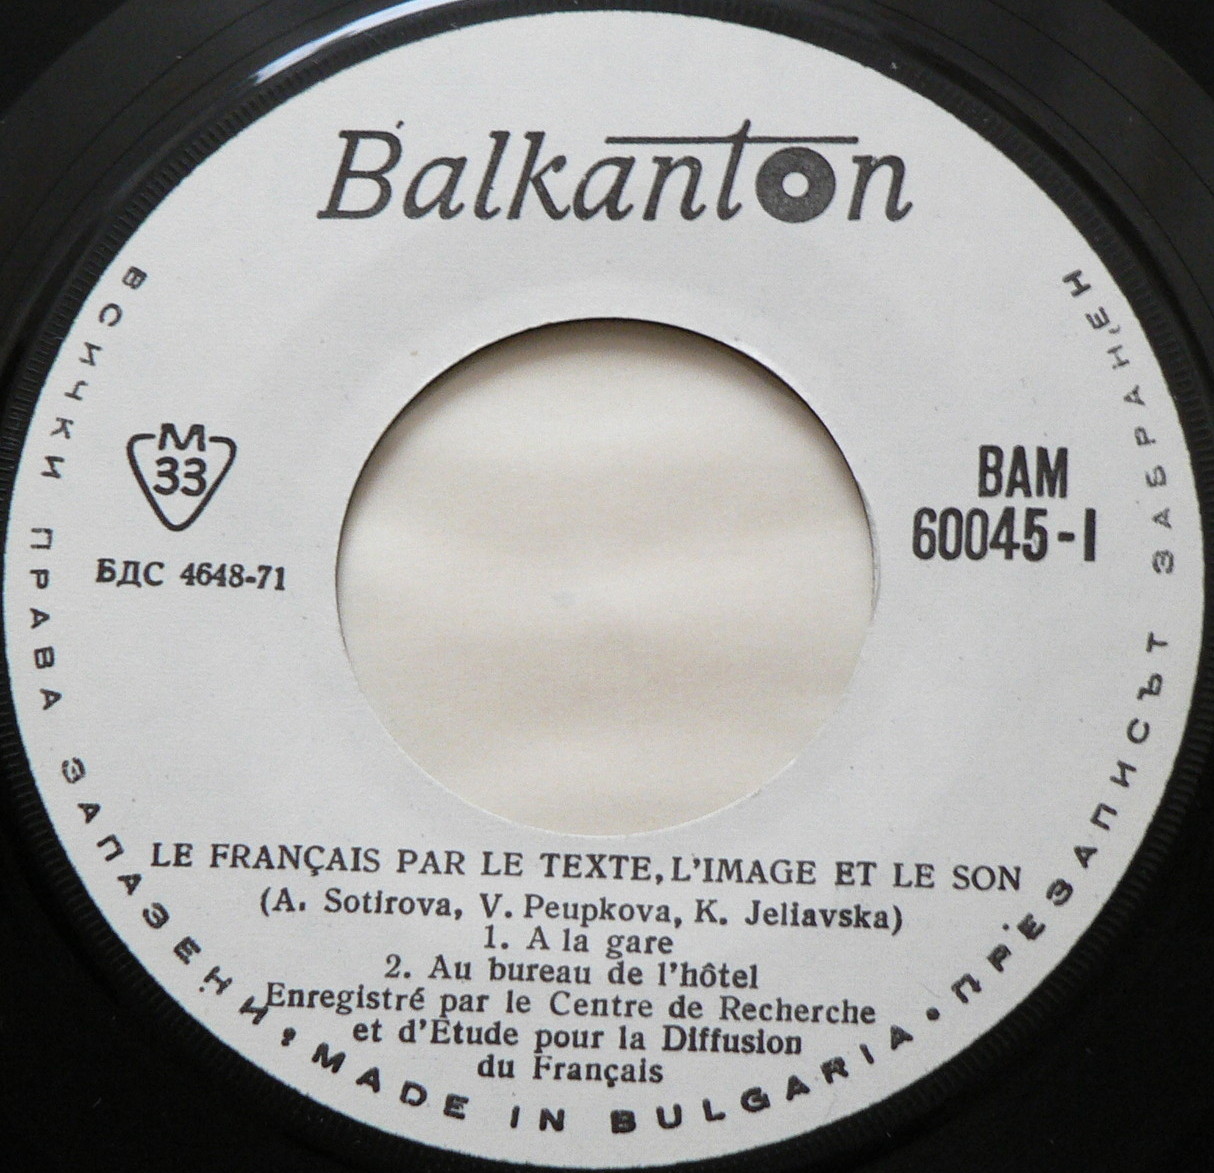 Balkanton
М
33
БДС 4648-71
BAM
60045-I
LE FRANÇAIS PAR LE TEXTE, L'IMAGE ET LE SON
(A. Sotirova, V. Peupkova, K. Jeliavska)
1. A la gare
2. Au bureau de l'hôtel
Enregistré par le Centre de Recherche
et d'Etude pour la Diffusion
du Français
ВСИЧКИ ПРАВА ЗАПАЗЕНИ • MADE IN BULGARIA • ПРЕЗАПИСЪТ ЗАБРАНЕН